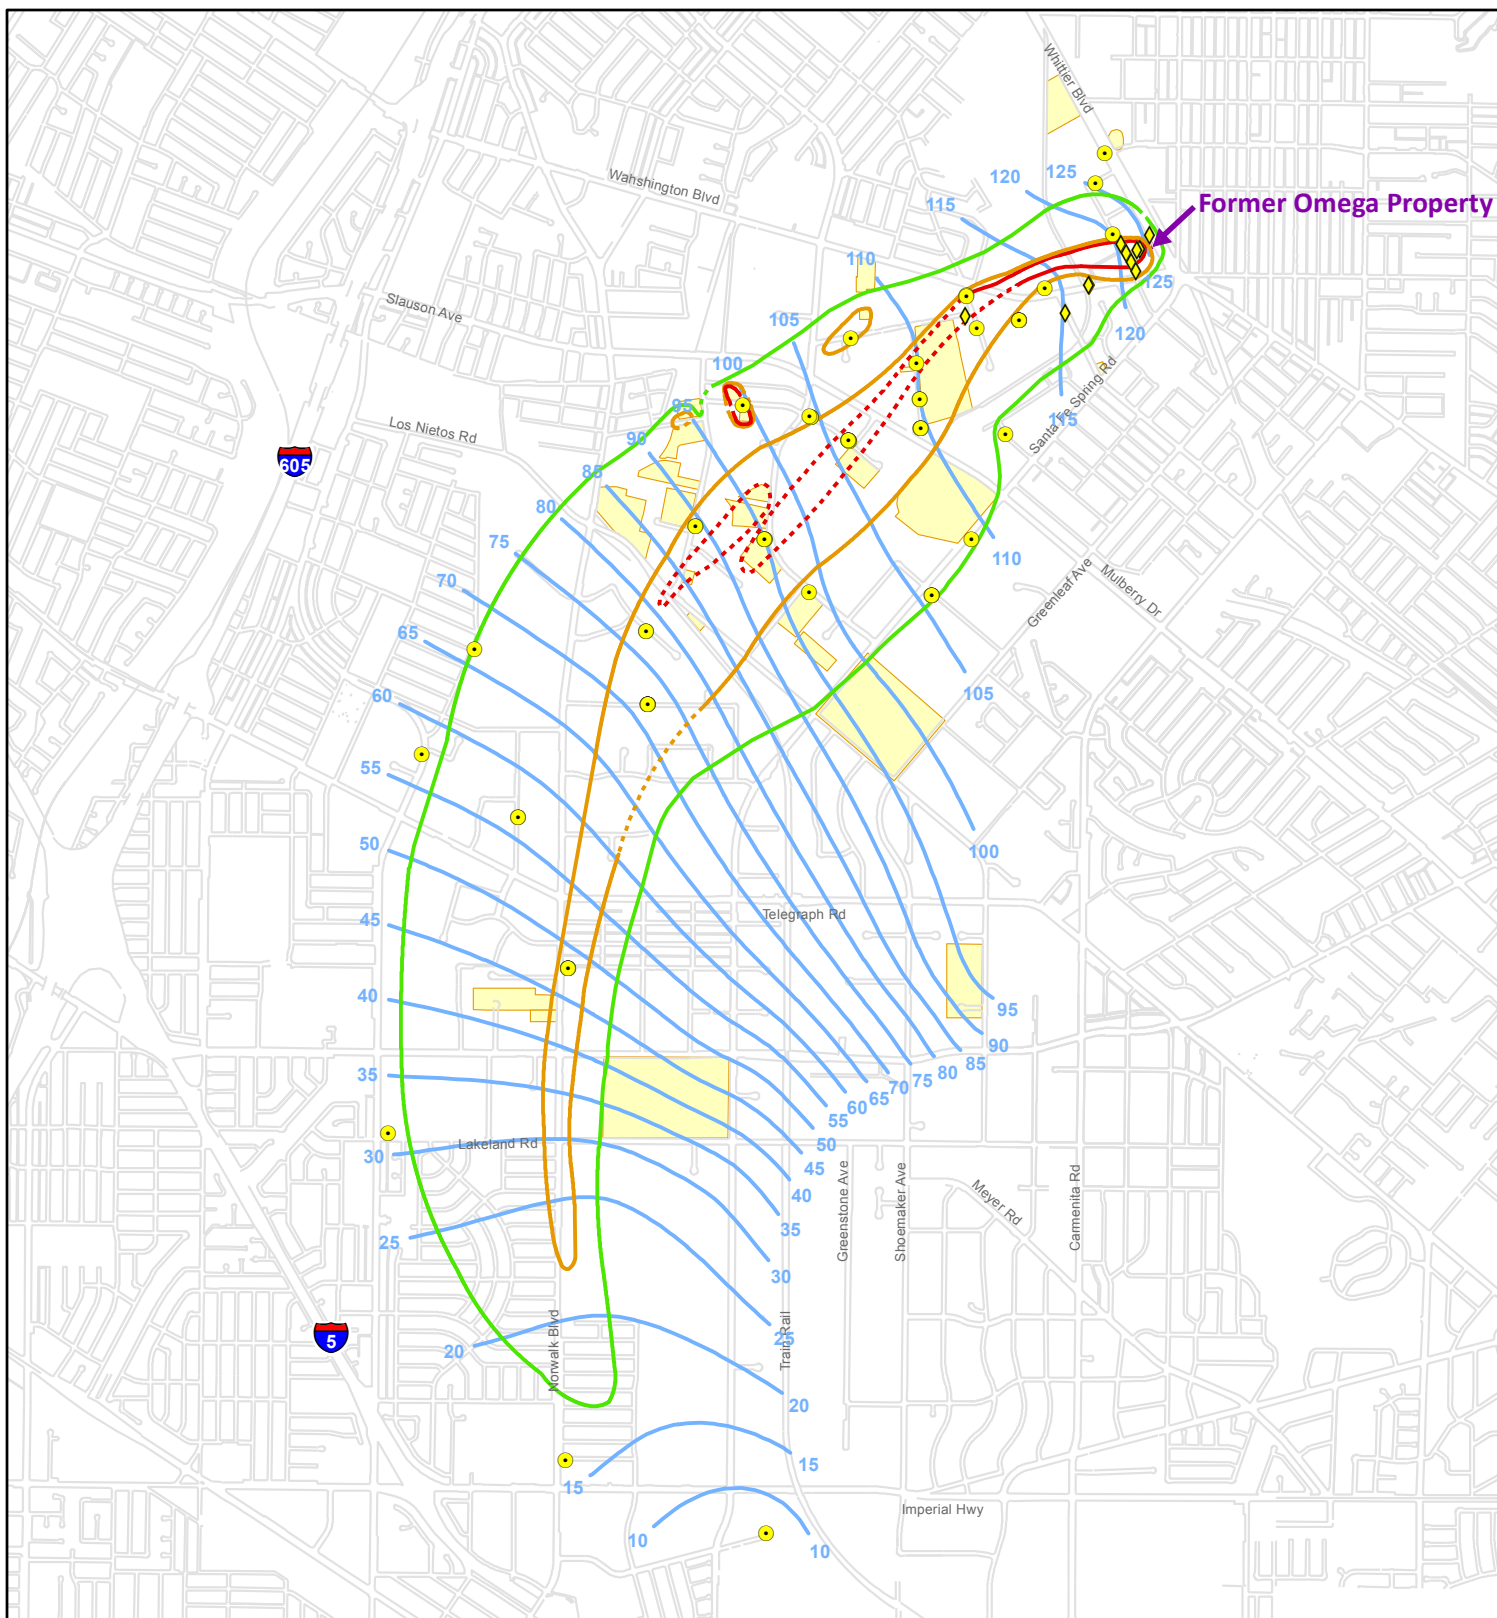 Whittier Blvd
125
120
Wahshington Blvd
115
Former Omega Property
110
125
Slauson Ave
105
120
100
Santa Fe Spring Rd
95
115
Los Nietos Rd
90
605
85
80
75
110
70
Greenleaf Ave
Mulberry Dr
65
60
105
55
50
100
45
Telegraph Rd
40
95
90
35
85
80
75
70
65
60
55
30
Lakeland Rd
50
45
40
Greenstone Ave
Shoemaker Ave
Meyer Rd
Carmenita Rd
35
25
30
5
20
Norwalk Blvd
25
Train Rail
20
15
15
10
Imperial Hwy
10